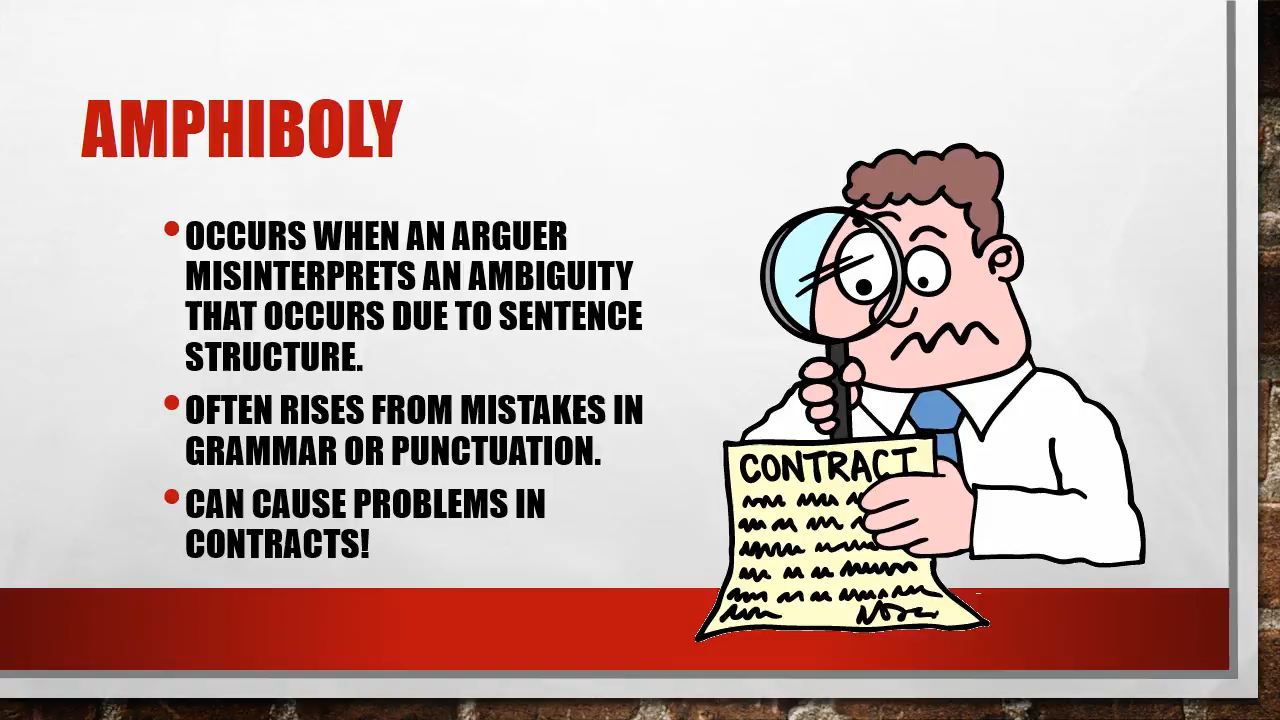 AMPHIBOLY
• OCCURS WHEN AN ARGUER
MISINTERPRETS AN AMBIGUITY
THAT OCCURS DUE TO SENTENCE
STRUCTURE.
• OFTEN RISES FROM MISTAKES IN
GRAMMAR OR PUNCTUATION.
• CAN CAUSE PROBLEMS IN
CONTRACTS!
CONTRACT